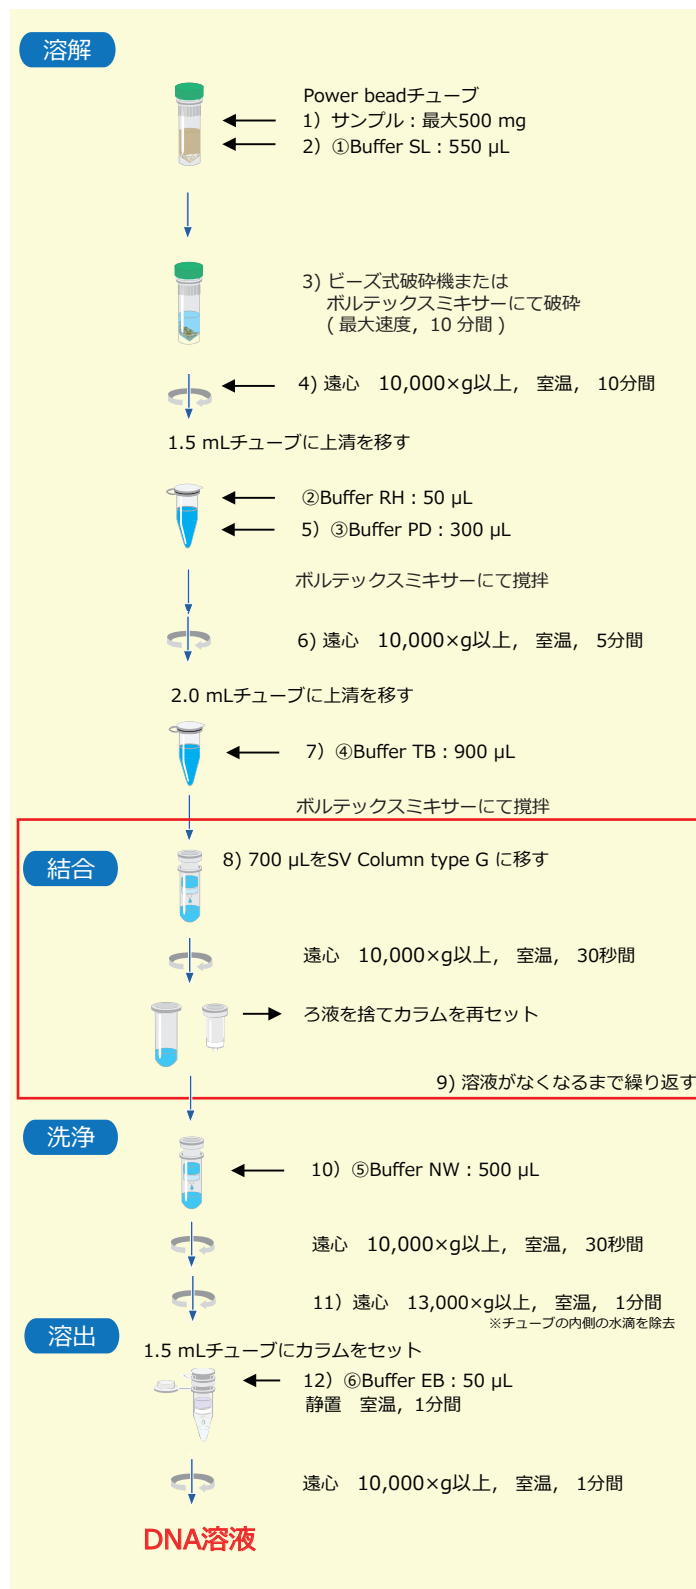 溶解
Power beadチューブ
1）サンプル：最大500 mg
2）①Buffer SL：550 µL
3) ビーズ式破砕機または
ボルテックスミキサーにて破砕
( 最大速度，10 分間 )
4) 遠心　10,000×g以上,　室温,　10分間
1.5 mLチューブに上清を移す
②Buffer RH：50 µL
5）③Buffer PD：300 µL
ボルテックスミキサーにて撹拌
6) 遠心　10,000×g以上,　室温,　5分間
2.0 mLチューブに上清を移す
7）④Buffer TB：900 µL
ボルテックスミキサーにて撹拌
結合
8) 700 µLをSV Column type G に移す
遠心　10,000×g以上,　室温,　30秒間
ろ液を捨てカラムを再セット
9) 溶液がなくなるまで繰り返す
洗浄
10）⑤Buffer NW：500 µL
遠心　10,000×g以上,　室温,　30秒間
11）遠心　13,000×g以上,　室温,　1分間
※チューブの内側の水滴を除去
溶出
1.5 mLチューブにカラムをセット
12）⑥Buffer EB：50 µL
静置　室温，1分間
遠心　10,000×g以上,　室温,　1分間
DNA溶液